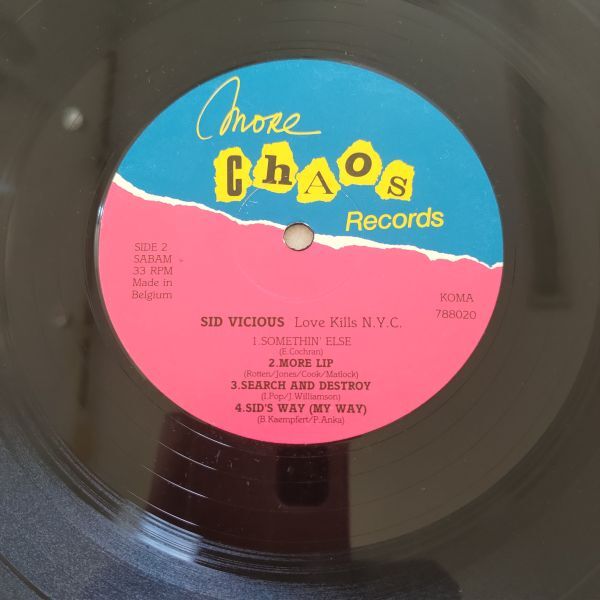 More
Chaos
Records
SIDE 2
SABAM
33 RPM
Made in
Belgium
KOMA
788020
SID VICIOUS Love Kills N.Y.C.
1.SOMETHIN' ELSE
(E.Cochran)
2.MORE LIP
(Rotten/Jones/Cook/Matlock)
3.SEARCH AND DESTROY
(I.Pop/J.Williamson)
4.SID'S WAY (MY WAY)
(B.Kaempfert/P.Anka)